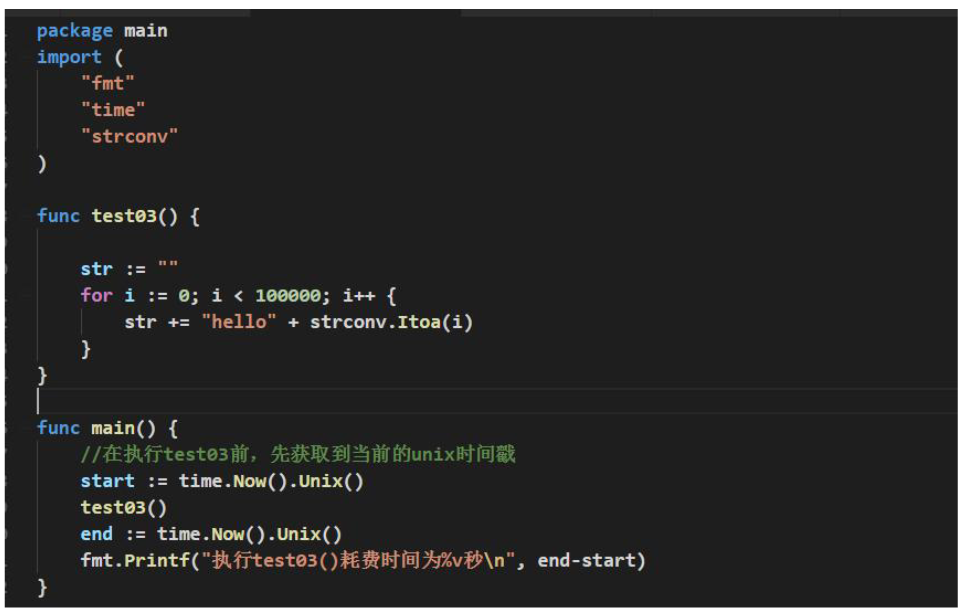 package main
import (
    "fmt"
    "time"
    "strconv"
)
func test03() {
    str := ""
    for i := 0; i < 100000; i++ {
        str += "hello" + strconv.Itoa(i)
    }
}
func main() {
    //在执行test03前，先获取到当前的unix时间戳
    start := time.Now().Unix()
    test03()
    end := time.Now().Unix()
    fmt.Printf("执行test03()耗费时间为%v秒\n", end-start)
}